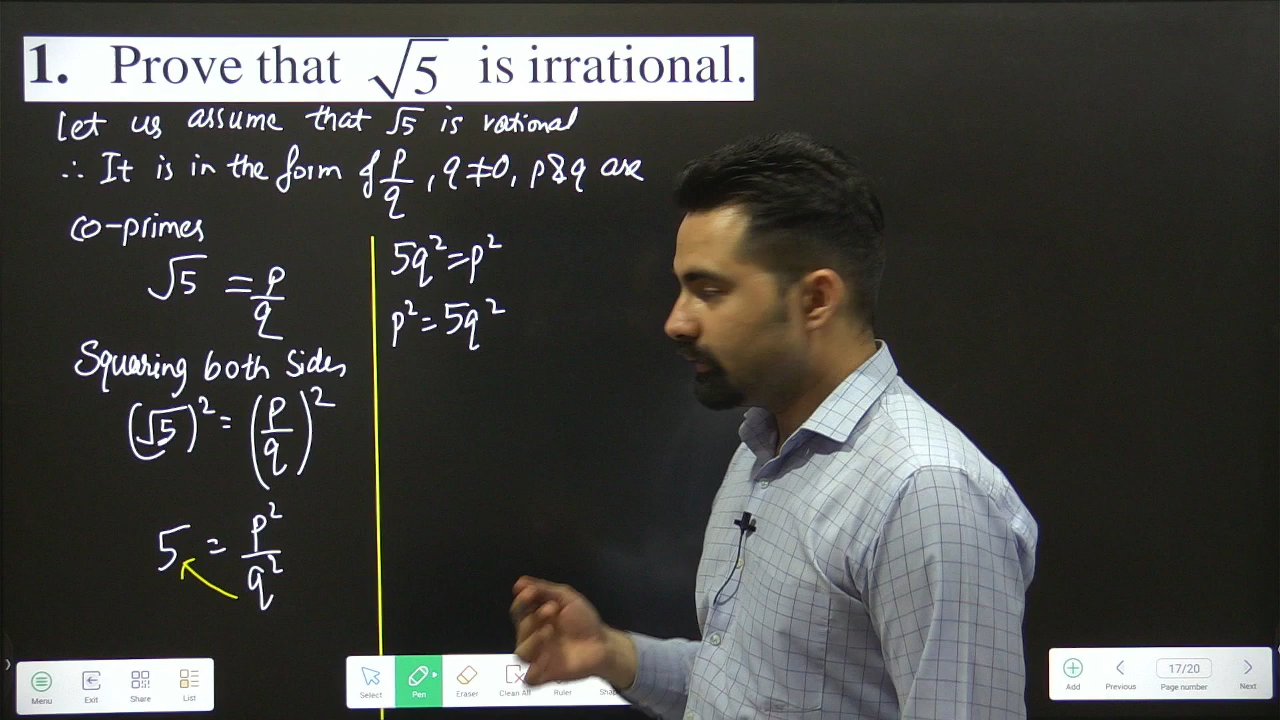 1. Prove that √5 is irrational.
Let us assume that √5 is rational
∴ It is in the form of p/q, q≠0, p & q are
co-primes
√5 = p/q
Squaring both sides
(√5)² = (p/q)²
5 = p²/q²
5q² = p²
p² = 5q²
Menu Exit Share List
Select Pen Eraser Clean All Ruler
Add Previous 17/20 Page number Next